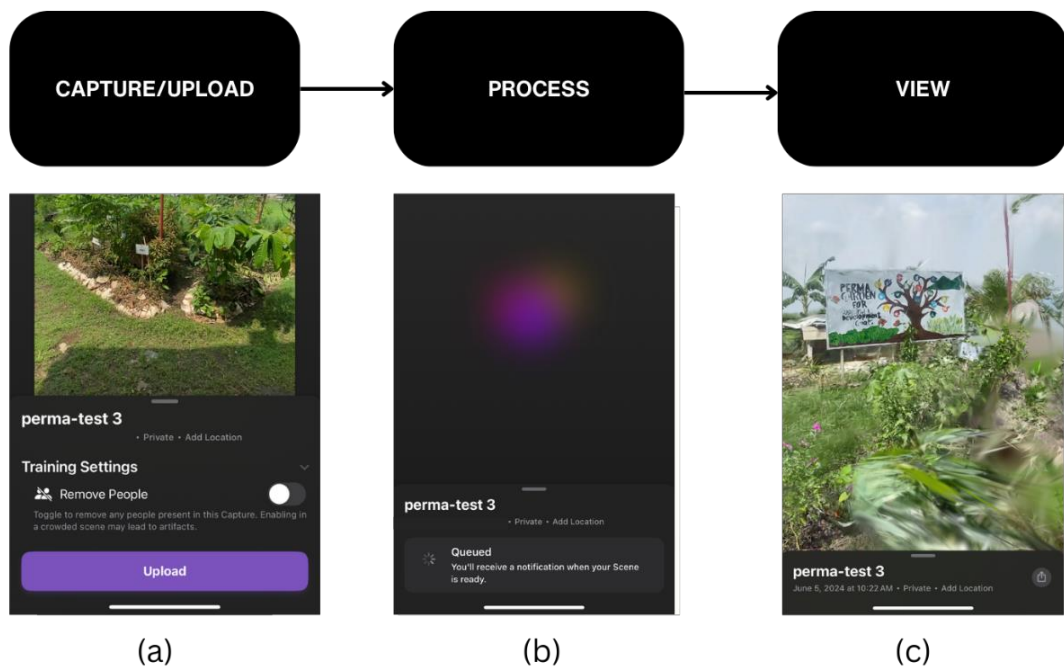 CAPTURE/UPLOAD
PROCESS
VIEW
perma-test 3
• Private • Add Location
Training Settings
Remove People
Toggle to remove any people present in this Capture. Enabling in
a crowded scene may lead to artifacts.
Upload
(a)
perma-test 3
• Private • Add Location
Queued
You'll receive a notification when your Scene
is ready.
(b)
PERMA
GARDEN
FOR
DEVELOPMENT
perma-test 3
June 5, 2024 at 10:22 AM • Private • Add Location
(c)